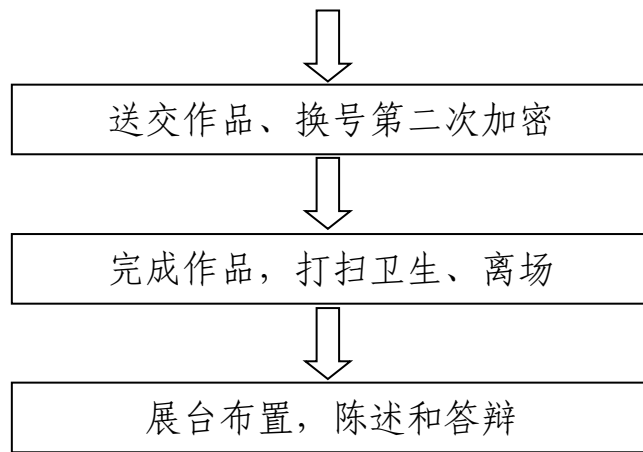 送交作品、换号第二次加密
完成作品，打扫卫生、离场
展台布置，陈述和答辩